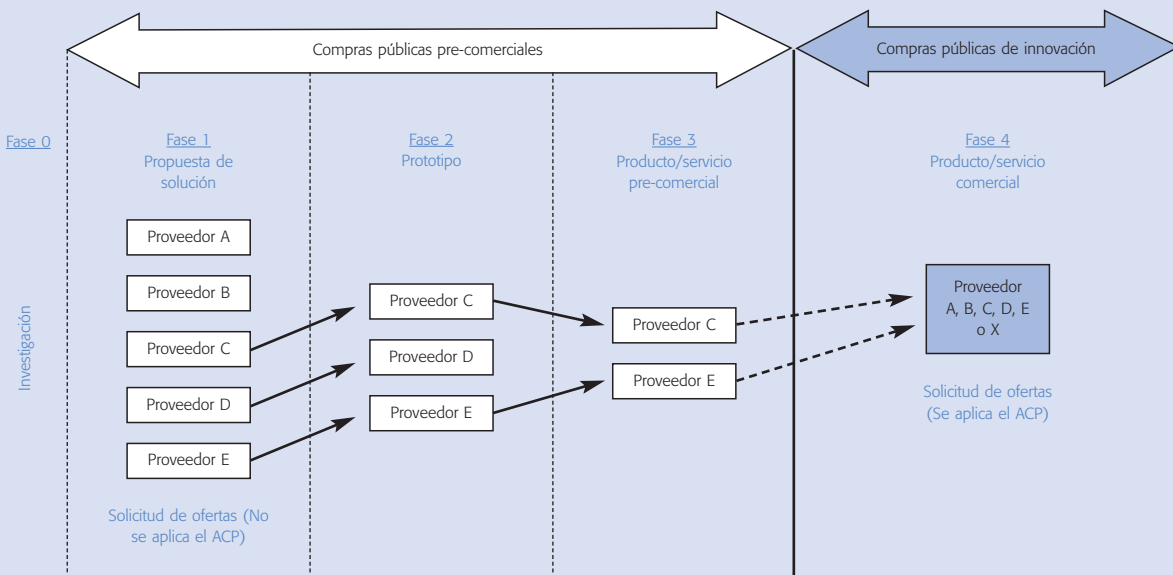 Compras públicas pre-comerciales
Compras públicas de innovación
Fase 0
Investigación
Fase 1
Propuesta de
solución
Proveedor A
Proveedor B
Proveedor C
Proveedor D
Proveedor E
Solicitud de ofertas (No
se aplica el ACP)
Fase 2
Prototipo
Proveedor C
Proveedor D
Proveedor E
Fase 3
Producto/servicio
pre-comercial
Proveedor C
Proveedor E
Fase 4
Producto/servicio
comercial
Proveedor
A, B, C, D, E
o X
Solicitud de ofertas
(Se aplica el ACP)